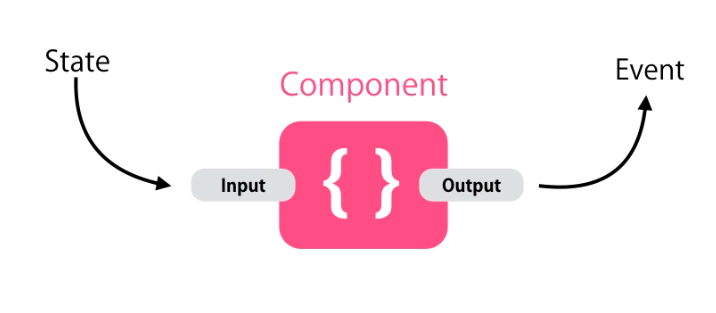 State
Event
Component
Input
{ }
Output